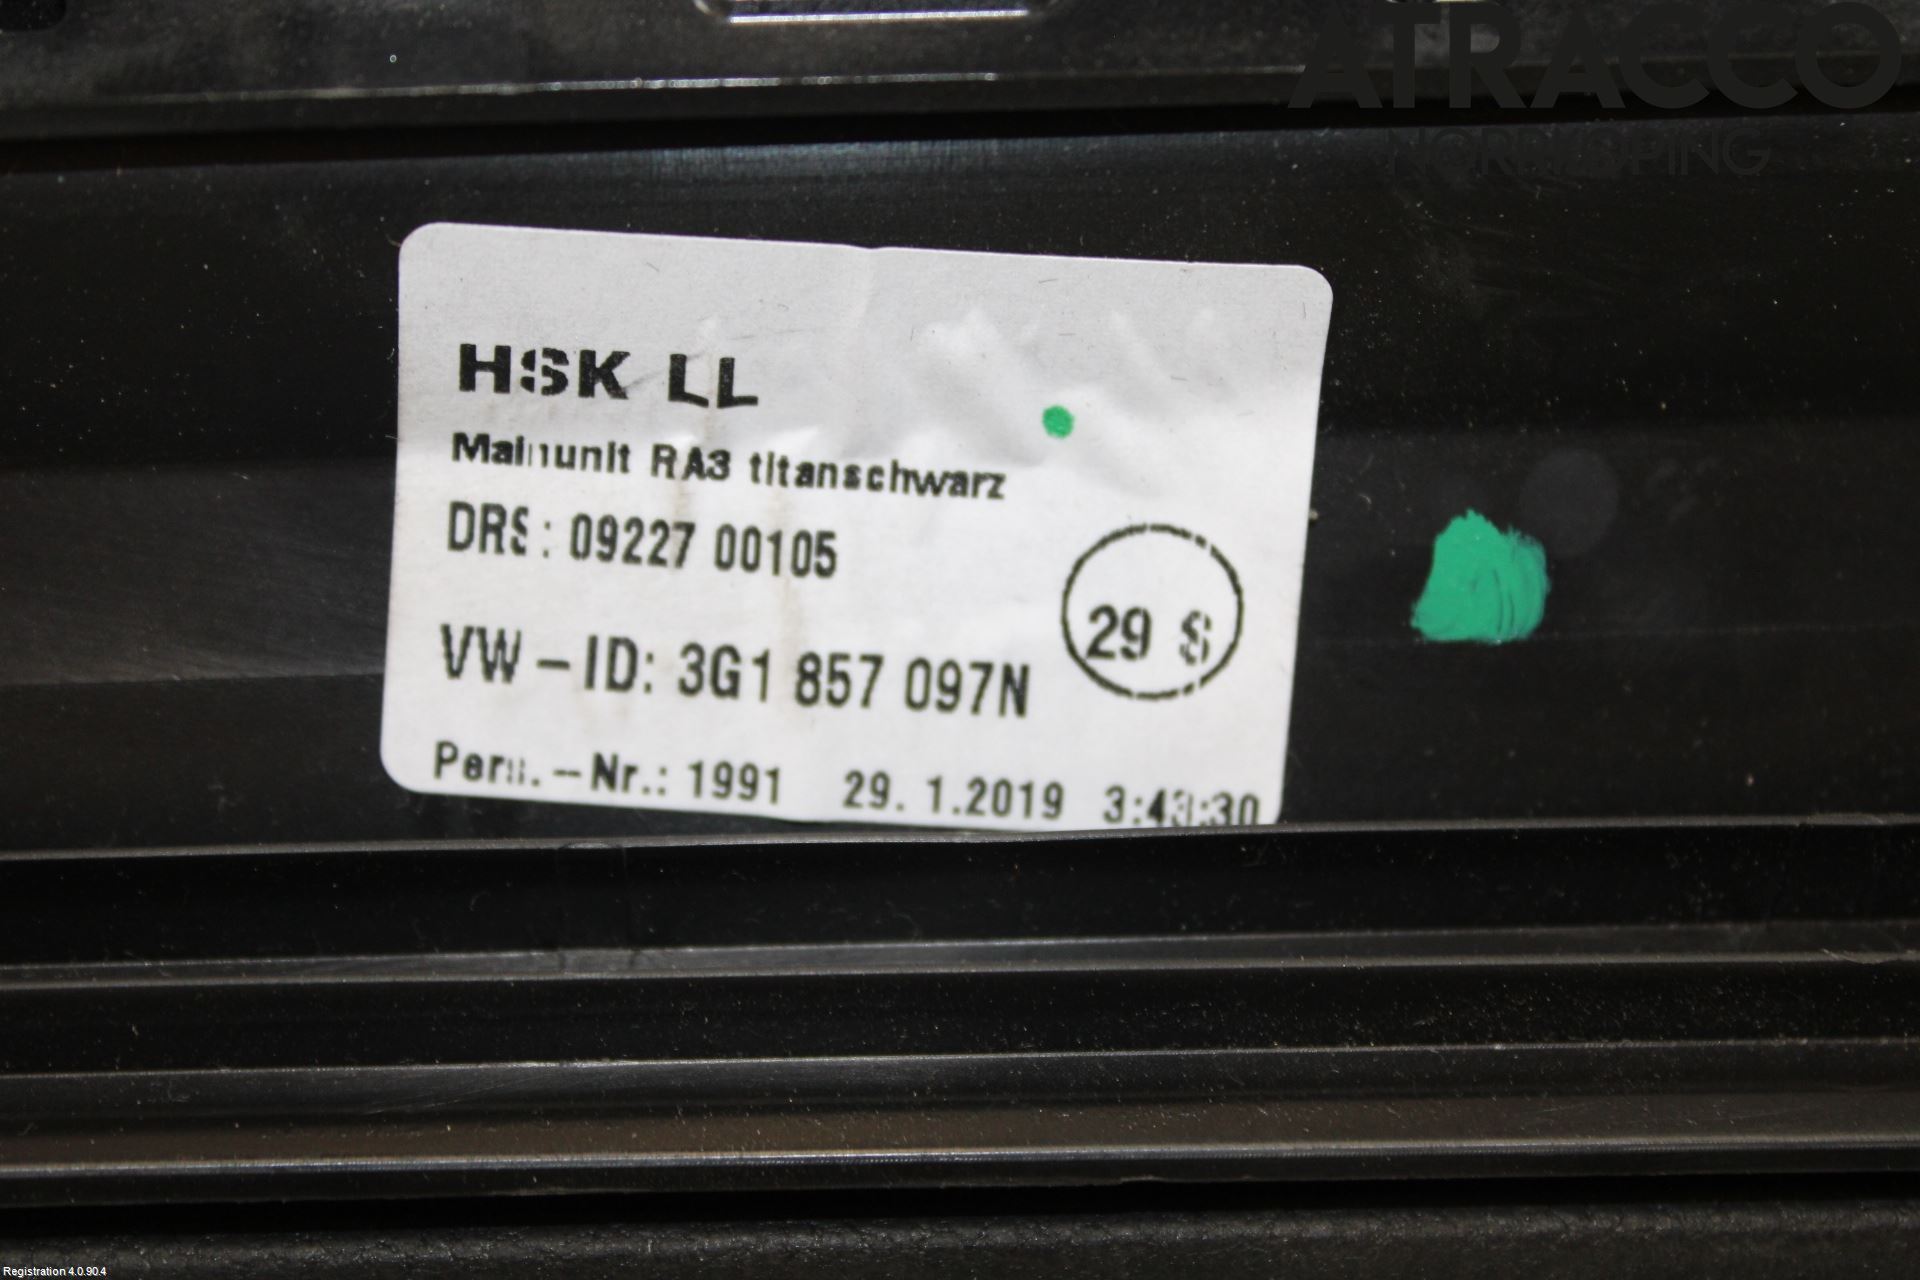 ATRACCO
NORRKÖPING
HSK LL
Mainunit RA3 titanschwarz
DRS: 09227 00105
29 S
VW-ID: 3G1 857 097N
Pers.-Nr.: 1991 29. 1.2019 3:43:30
Registration 4.0.90.4